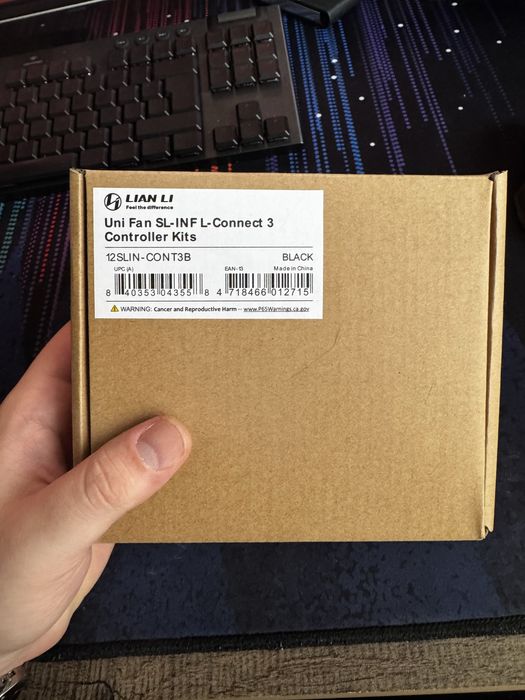 LIAN LI
Feel the difference
Uni Fan SL-INF L-Connect 3
Controller Kits
12SLIN-CONT3B BLACK
UPC (A) EAN-13 Made in China
8 40353 04355 8 4 718466 012715
WARNING: Cancer and Reproductive Harm -- www.P65Warnings.ca.gov